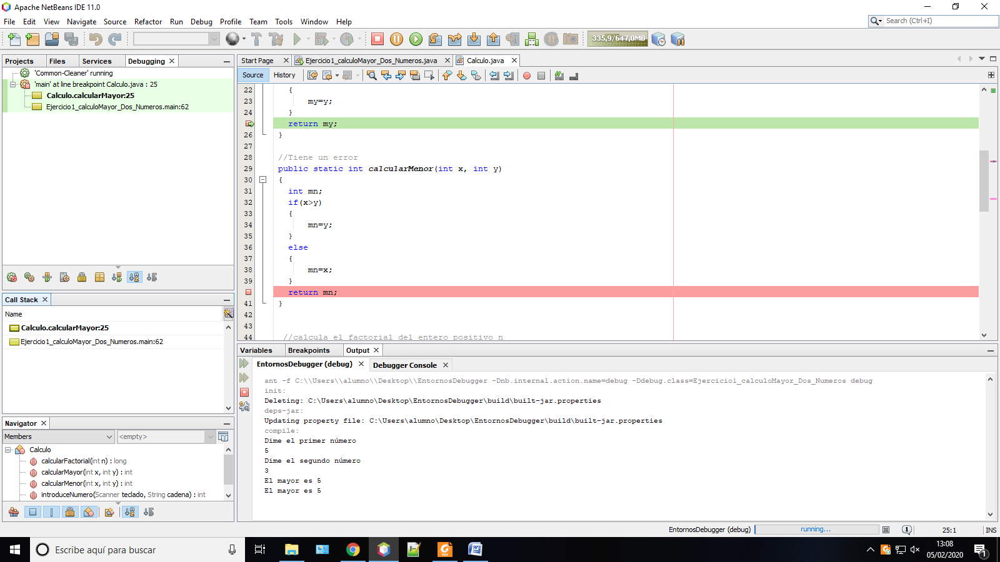 Apache NetBeans IDE 11.0
File Edit View Navigate Source Refactor Run Debug Profile Team Tools Window Help
Search (Ctrl+I)
335,9/647,0MB
Projects Files Services Debugging
'Common-Cleaner' running
'main' at line breakpoint Calculo.java : 25
Calculo.calcularMayor:25
Ejercicio1_calculoMayor_Dos_Numeros.main:62
Call Stack
Name
Calculo.calcularMayor:25
Ejercicio1_calculoMayor_Dos_Numeros.main:62
Navigator
Members <empty>
Calculo
calcularFactorial(int n) : long
calcularMayor(int x, int y) : int
calcularMenor(int x, int y) : int
introduceNumero(Scanner teclado, String cadena) : int
Start Page Ejercicio1_calculoMayor_Dos_Numeros.java Calculo.java
Source History
22 {
23 my=y;
24 }
return my;
26 }
27
28 //Tiene un error
29 public static int calcularMenor(int x, int y)
30 {
31 int mn;
32 if(x>y)
33 {
34 mn=y;
35 }
36 else
37 {
38 mn=x;
39 }
return mn;
41 }
42
43
44 //calcula el factorial del entero positivo n
Variables Breakpoints Output
EntornosDebugger (debug) Debugger Console
ant -f C:\\Users\\alumno\\Desktop\\EntornosDebugger -Dnb.internal.action.name=debug -Ddebug.class=Ejercicio1_calculoMayor_Dos_Numeros debug
init:
Deleting: C:\Users\alumno\Desktop\EntornosDebugger\build\built-jar.properties
deps-jar:
Updating property file: C:\Users\alumno\Desktop\EntornosDebugger\build\built-jar.properties
compile:
Dime el primer número
5
Dime el segundo número
3
El mayor es 5
El mayor es 5
EntornosDebugger (debug) running... 1 25:1 INS
Escribe aquí para buscar
13:08
05/02/2020
1